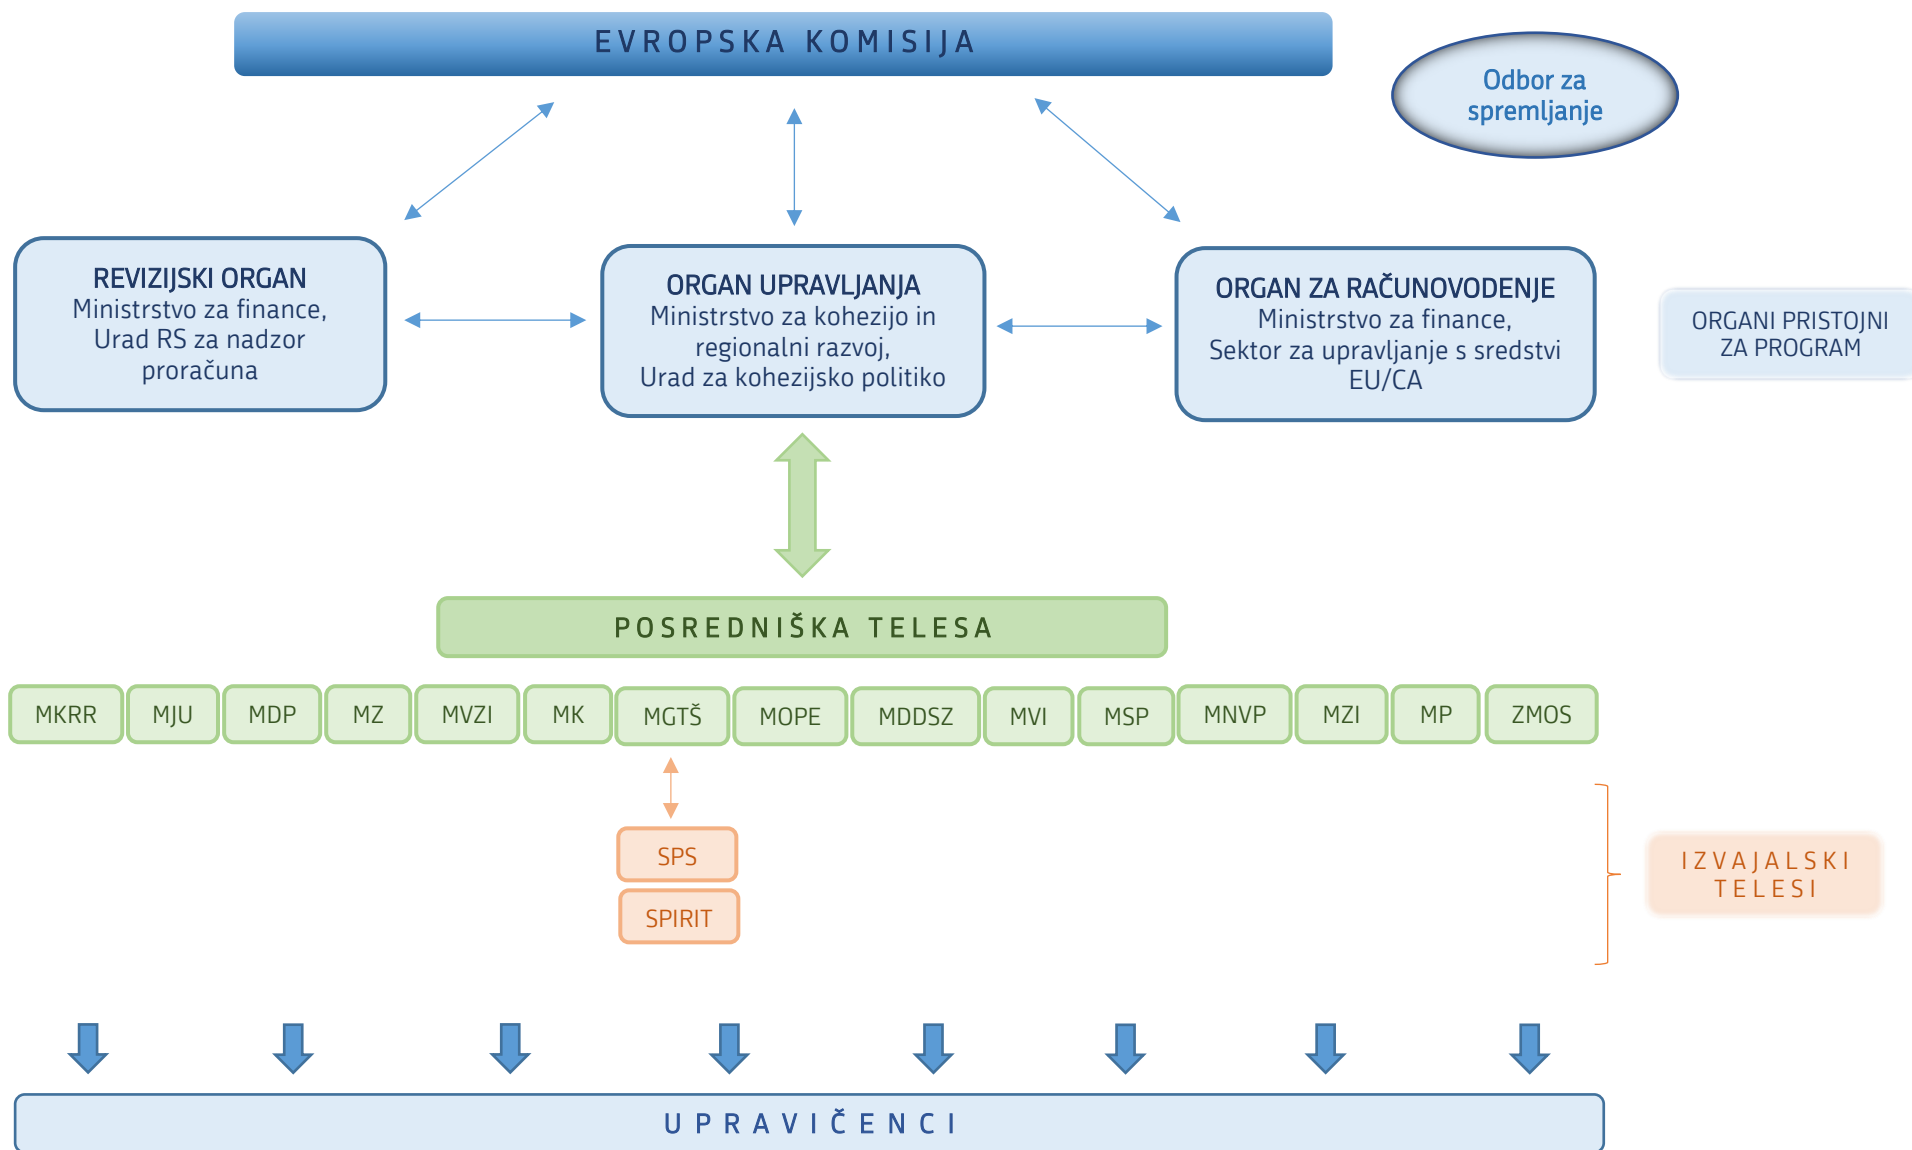 EVROPSKA KOMISIJA
Odbor za
spremljanje
REVIZIJSKI ORGAN
Ministrstvo za finance,
Urad RS za nadzor
proračuna
ORGAN UPRAVLJANJA
Ministrstvo za kohezijo in
regionalni razvoj,
Urad za kohezijsko politiko
ORGAN ZA RAČUNOVODENJE
Ministrstvo za finance,
Sektor za upravljanje s sredstvi
EU/CA
ORGANI PRISTOJNI
ZA PROGRAM
POSREDNIŠKA TELESA
MKRR
MJU
MDP
MZ
MVZI
MK
MGTŠ
MOPE
MDDSZ
MVI
MSP
MNVP
MZI
MP
ZMOS
SPS
SPIRIT
IZVAJALSKI
TELESI
UPRAVIČENCI